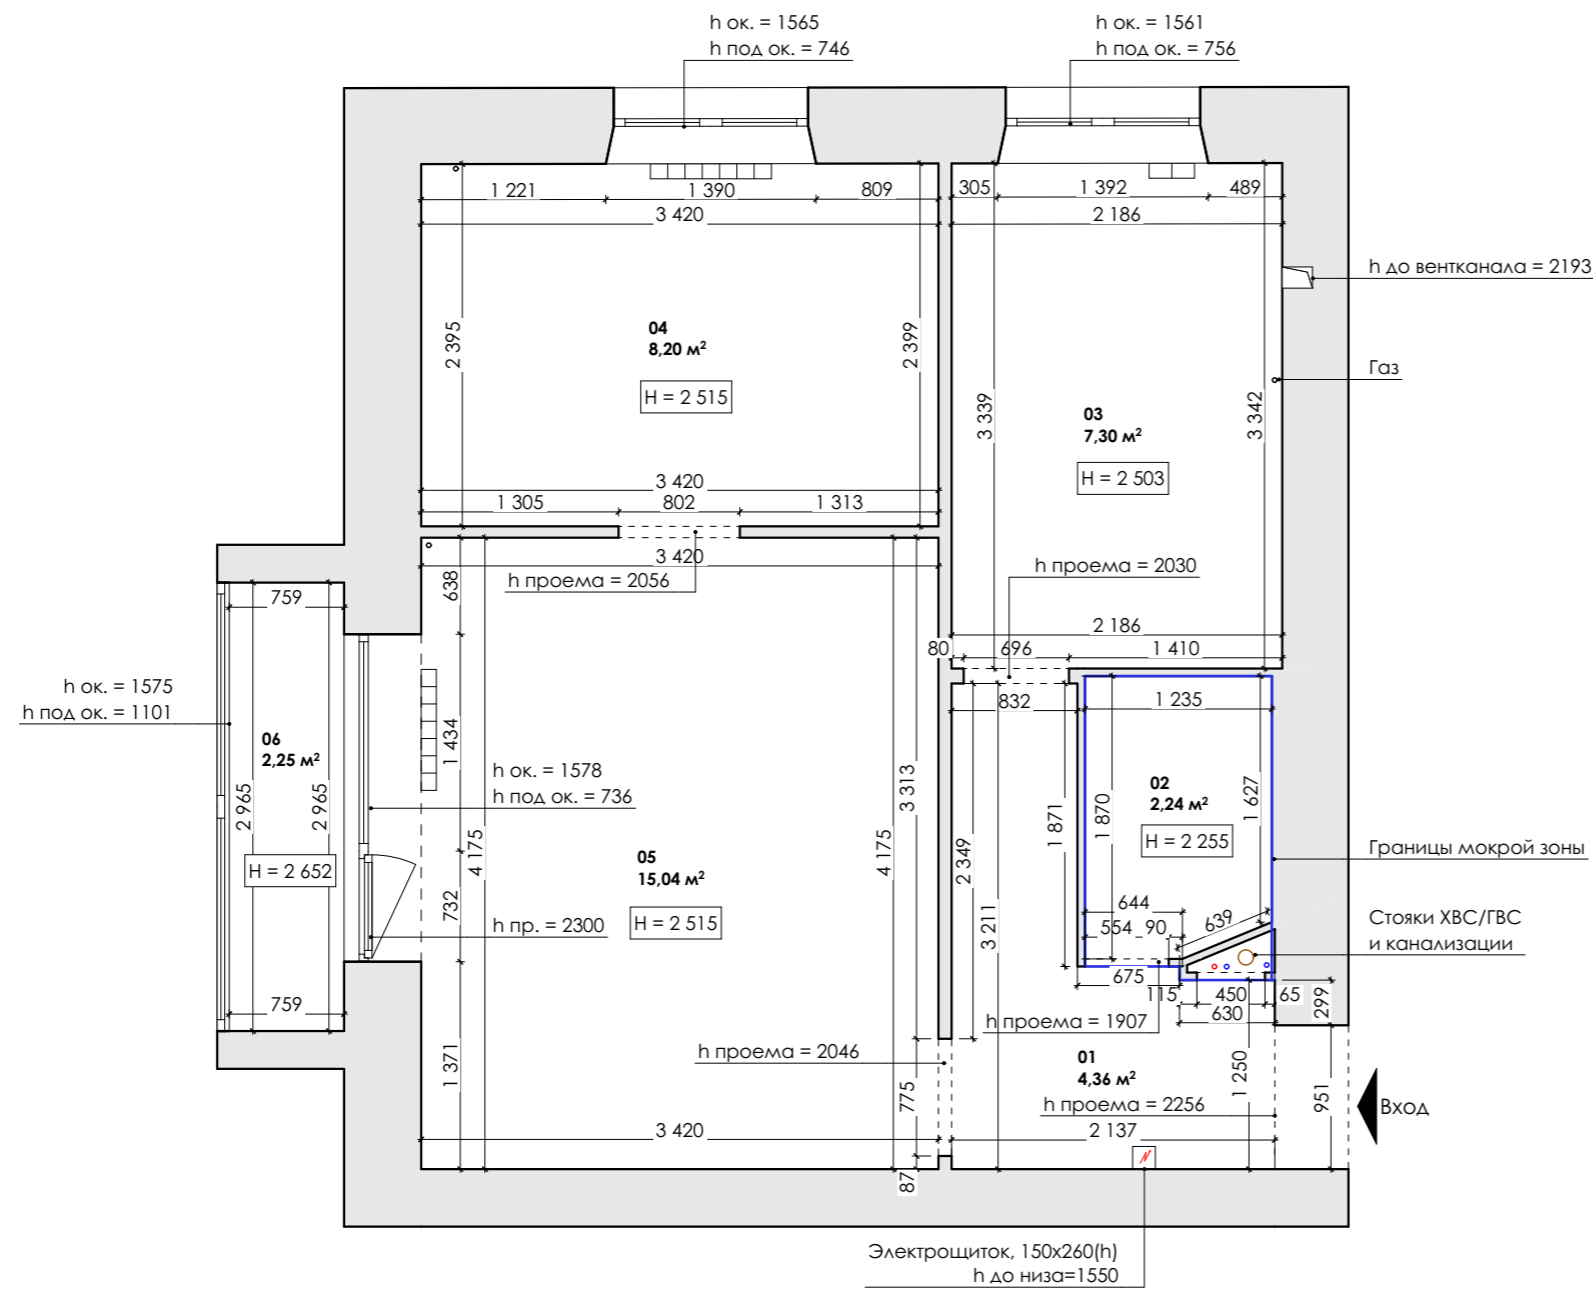 h ок. = 1565
h под ок. = 746
h ок. = 1561
h под ок. = 756
1 221
1 390
809
3 420
305
1 392
489
2 186
h до вентканала = 2193
04
8,20 м²
H = 2 515
2 395
2 399
Газ
03
7,30 м²
H = 2 503
3 339
3 342
3 420
1 305
802
1 313
3 420
h проема = 2056
h проема = 2030
638
759
2 186
80
696
1 410
832
1 235
h ок. = 1575
h под ок. = 1101
06
2,25 м²
2 965
2 965
H = 2 652
1 434
h ок. = 1578
h под ок. = 736
3 313
02
2,24 м²
H = 2 255
1 627
1 870
1 871
2 349
4 175
4 175
05
15,04 м²
H = 2 515
Границы мокрой зоны
732
h пр. = 2300
3 211
644
554
90
639
Стояки ХВС/ГВС
и канализации
675
115
450
65
630
299
759
h проема = 1907
h проема = 2046
01
4,36 м²
h проема = 2256
1 371
775
1 250
951
Вход
3 420
2 137
87
Электрощиток, 150x260(h)
h до низа=1550